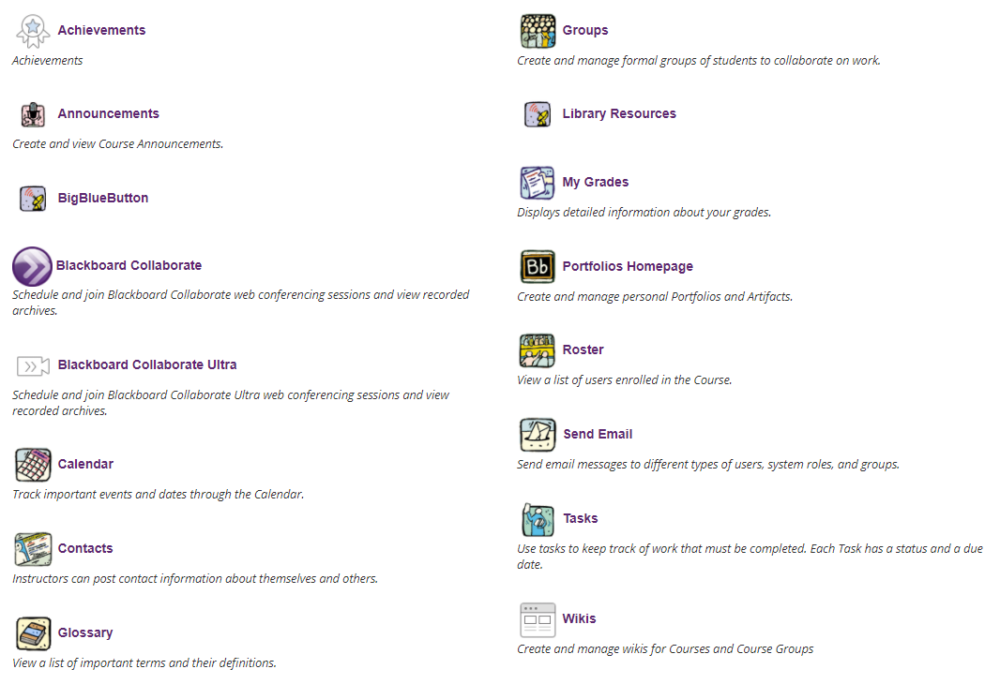 Achievements
Achievements
Announcements
Create and view Course Announcements.
BigBlueButton
Blackboard Collaborate
Schedule and join Blackboard Collaborate web conferencing sessions and view recorded
archives.
Blackboard Collaborate Ultra
Schedule and join Blackboard Collaborate Ultra web conferencing sessions and view
recorded archives.
Calendar
Track important events and dates through the Calendar.
Contacts
Instructors can post contact information about themselves and others.
Glossary
View a list of important terms and their definitions.
Groups
Create and manage formal groups of students to collaborate on work.
Library Resources
My Grades
Displays detailed information about your grades.
Bb
Portfolios Homepage
Create and manage personal Portfolios and Artifacts.
Roster
View a list of users enrolled in the Course.
Send Email
Send email messages to different types of users, system roles, and groups.
Tasks
Use tasks to keep track of work that must be completed. Each Task has a status and a due
date.
Wikis
Create and manage wikis for Courses and Course Groups